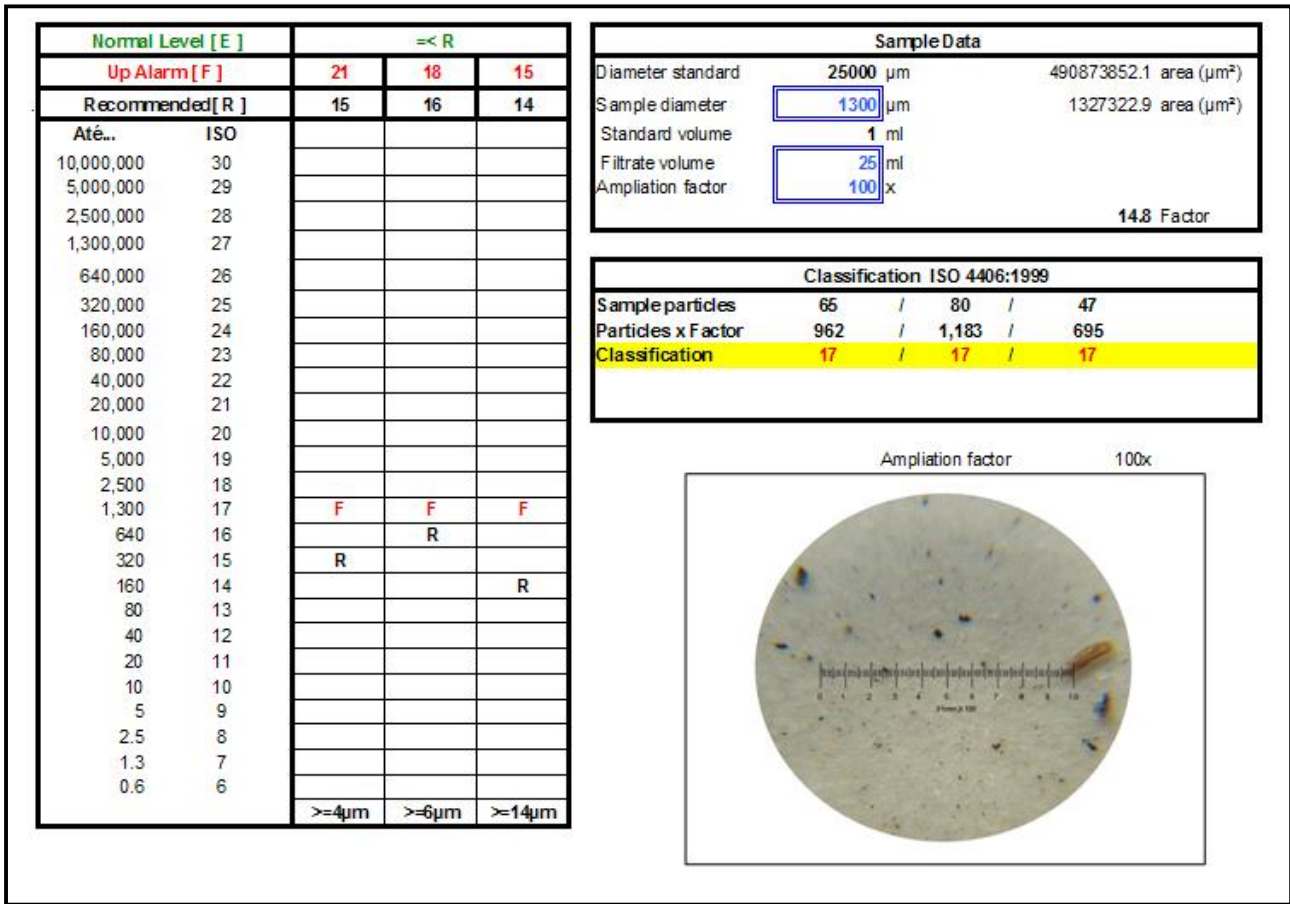 Normal Level [ E ] =< R
Up Alarm [ F ] 21 18 15
Recommended[ R ] 15 16 14
Até... ISO
10,000,000 30
5,000,000 29
2,500,000 28
1,300,000 27
640,000 26
320,000 25
160,000 24
80,000 23
40,000 22
20,000 21
10,000 20
5,000 19
2,500 18
1,300 17 F F F
640 16 R
320 15 R
160 14 R
80 13
40 12
20 11
10 10
5 9
2.5 8
1.3 7
0.6 6
>=4µm >=6µm >=14µm
Sample Data
Diameter standard 25000 µm 490873852.1 area (µm²)
Sample diameter 1300 µm 1327322.9 area (µm²)
Standard volume 1 ml
Filtrate volume 25 ml
Ampliation factor 100 x
14.8 Factor
Classification ISO 4406:1999
Sample particles 65 / 80 / 47
Particles x Factor 962 / 1,183 / 695
Classification 17 / 17 / 17
Ampliation factor 100x
0 1 2 3 4 5 6 7 8 9 10